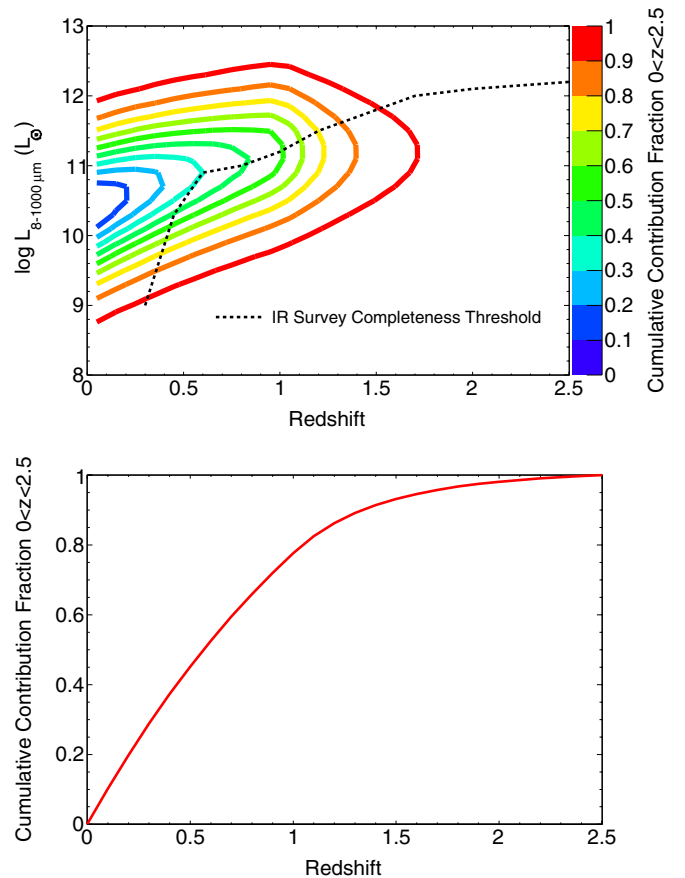 13
12
11
10
9
8
log L8-1000 μm (L⊙)
0 0.5 1 1.5 2 2.5
Redshift
IR Survey Completeness Threshold
1
0.9
0.8
0.7
0.6
0.5
0.4
0.3
0.2
0.1
0
Cumulative Contribution Fraction 0<z<2.5
1
0.8
0.6
0.4
0.2
0
Cumulative Contribution Fraction 0<z<2.5
0 0.5 1 1.5 2 2.5
Redshift